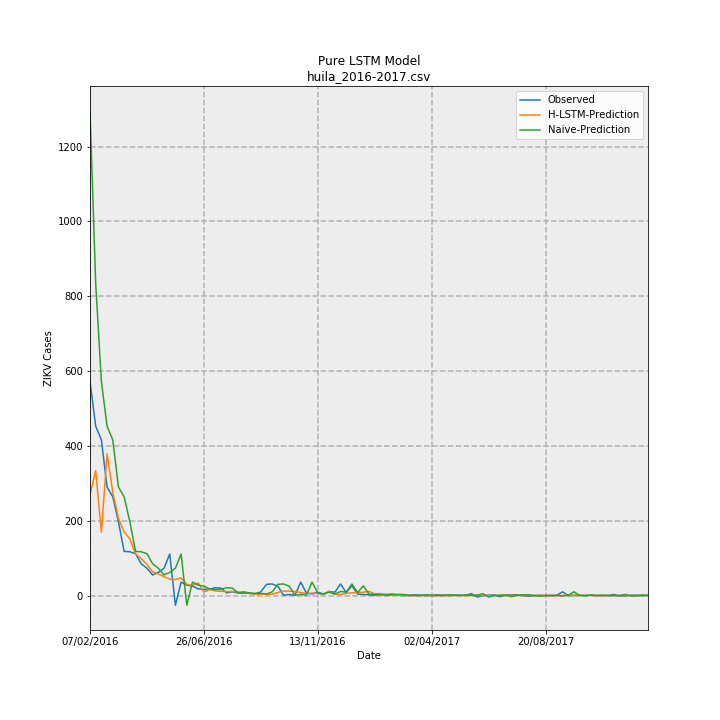 Pure LSTM Model
huila_2016-2017.csv
Observed
H-LSTM-Prediction
Naive-Prediction
1200
1000
800
600
400
200
0
ZIKV Cases
07/02/2016 26/06/2016 13/11/2016 02/04/2017 20/08/2017
Date